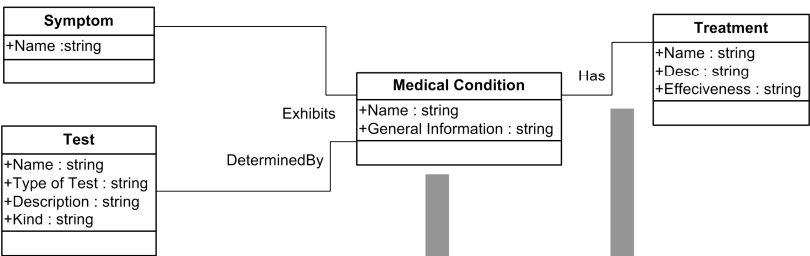 Symptom
+Name :string
Treatment
+Name : string
+Desc : string
+Effeciveness : string
Has
Medical Condition
+Name : string
+General Information : string
Exhibits
Test
+Name : string
+Type of Test : string
+Description : string
+Kind : string
DeterminedBy